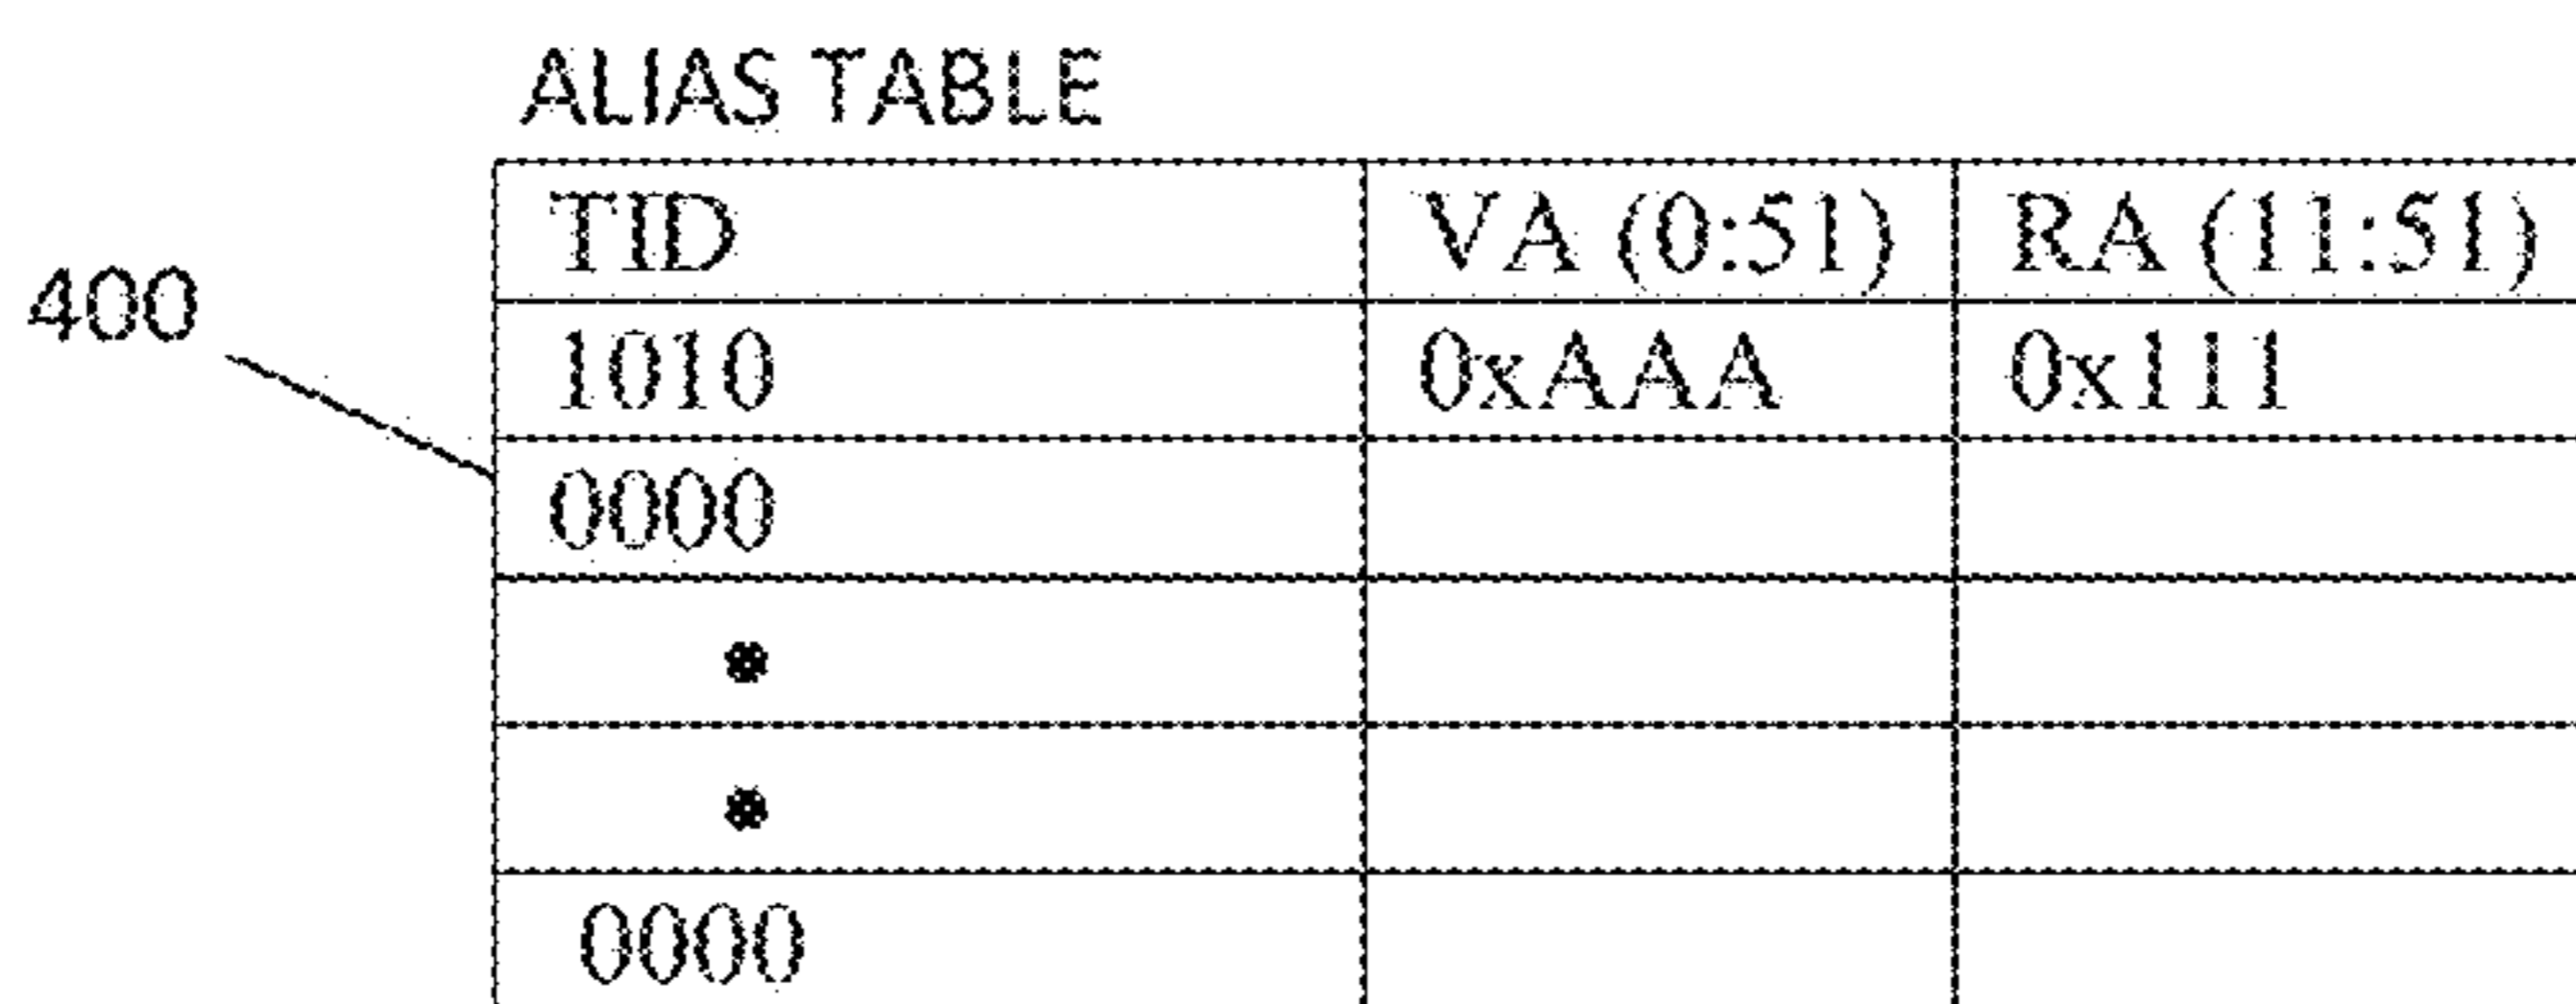 ALIAS TABLE
TID VA (0:51) RA (11:51)
400
1010 0xAAA 0x111
0000
0000